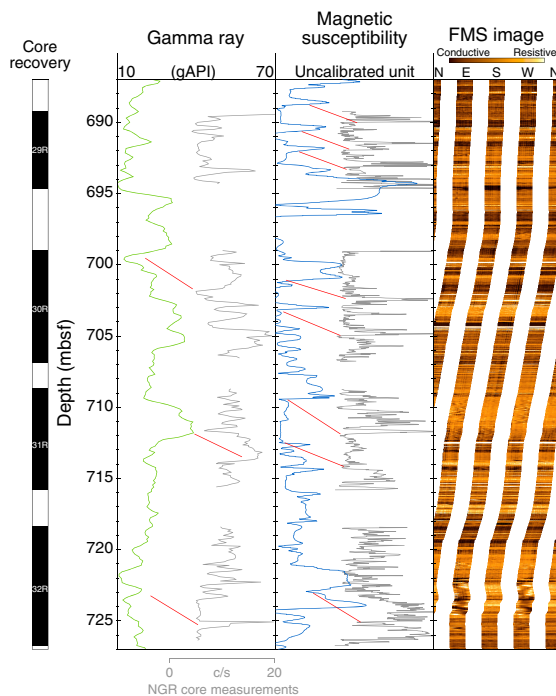 Core
recovery
Gamma ray
Magnetic
susceptibility
FMS image
Conductive Resistive
10 (gAPI) 70
Uncalibrated unit
N E S W N
Depth (mbsf)
690
695
700
705
710
715
720
725
29R
30R
31R
32R
0 c/s 20
NGR core measurements